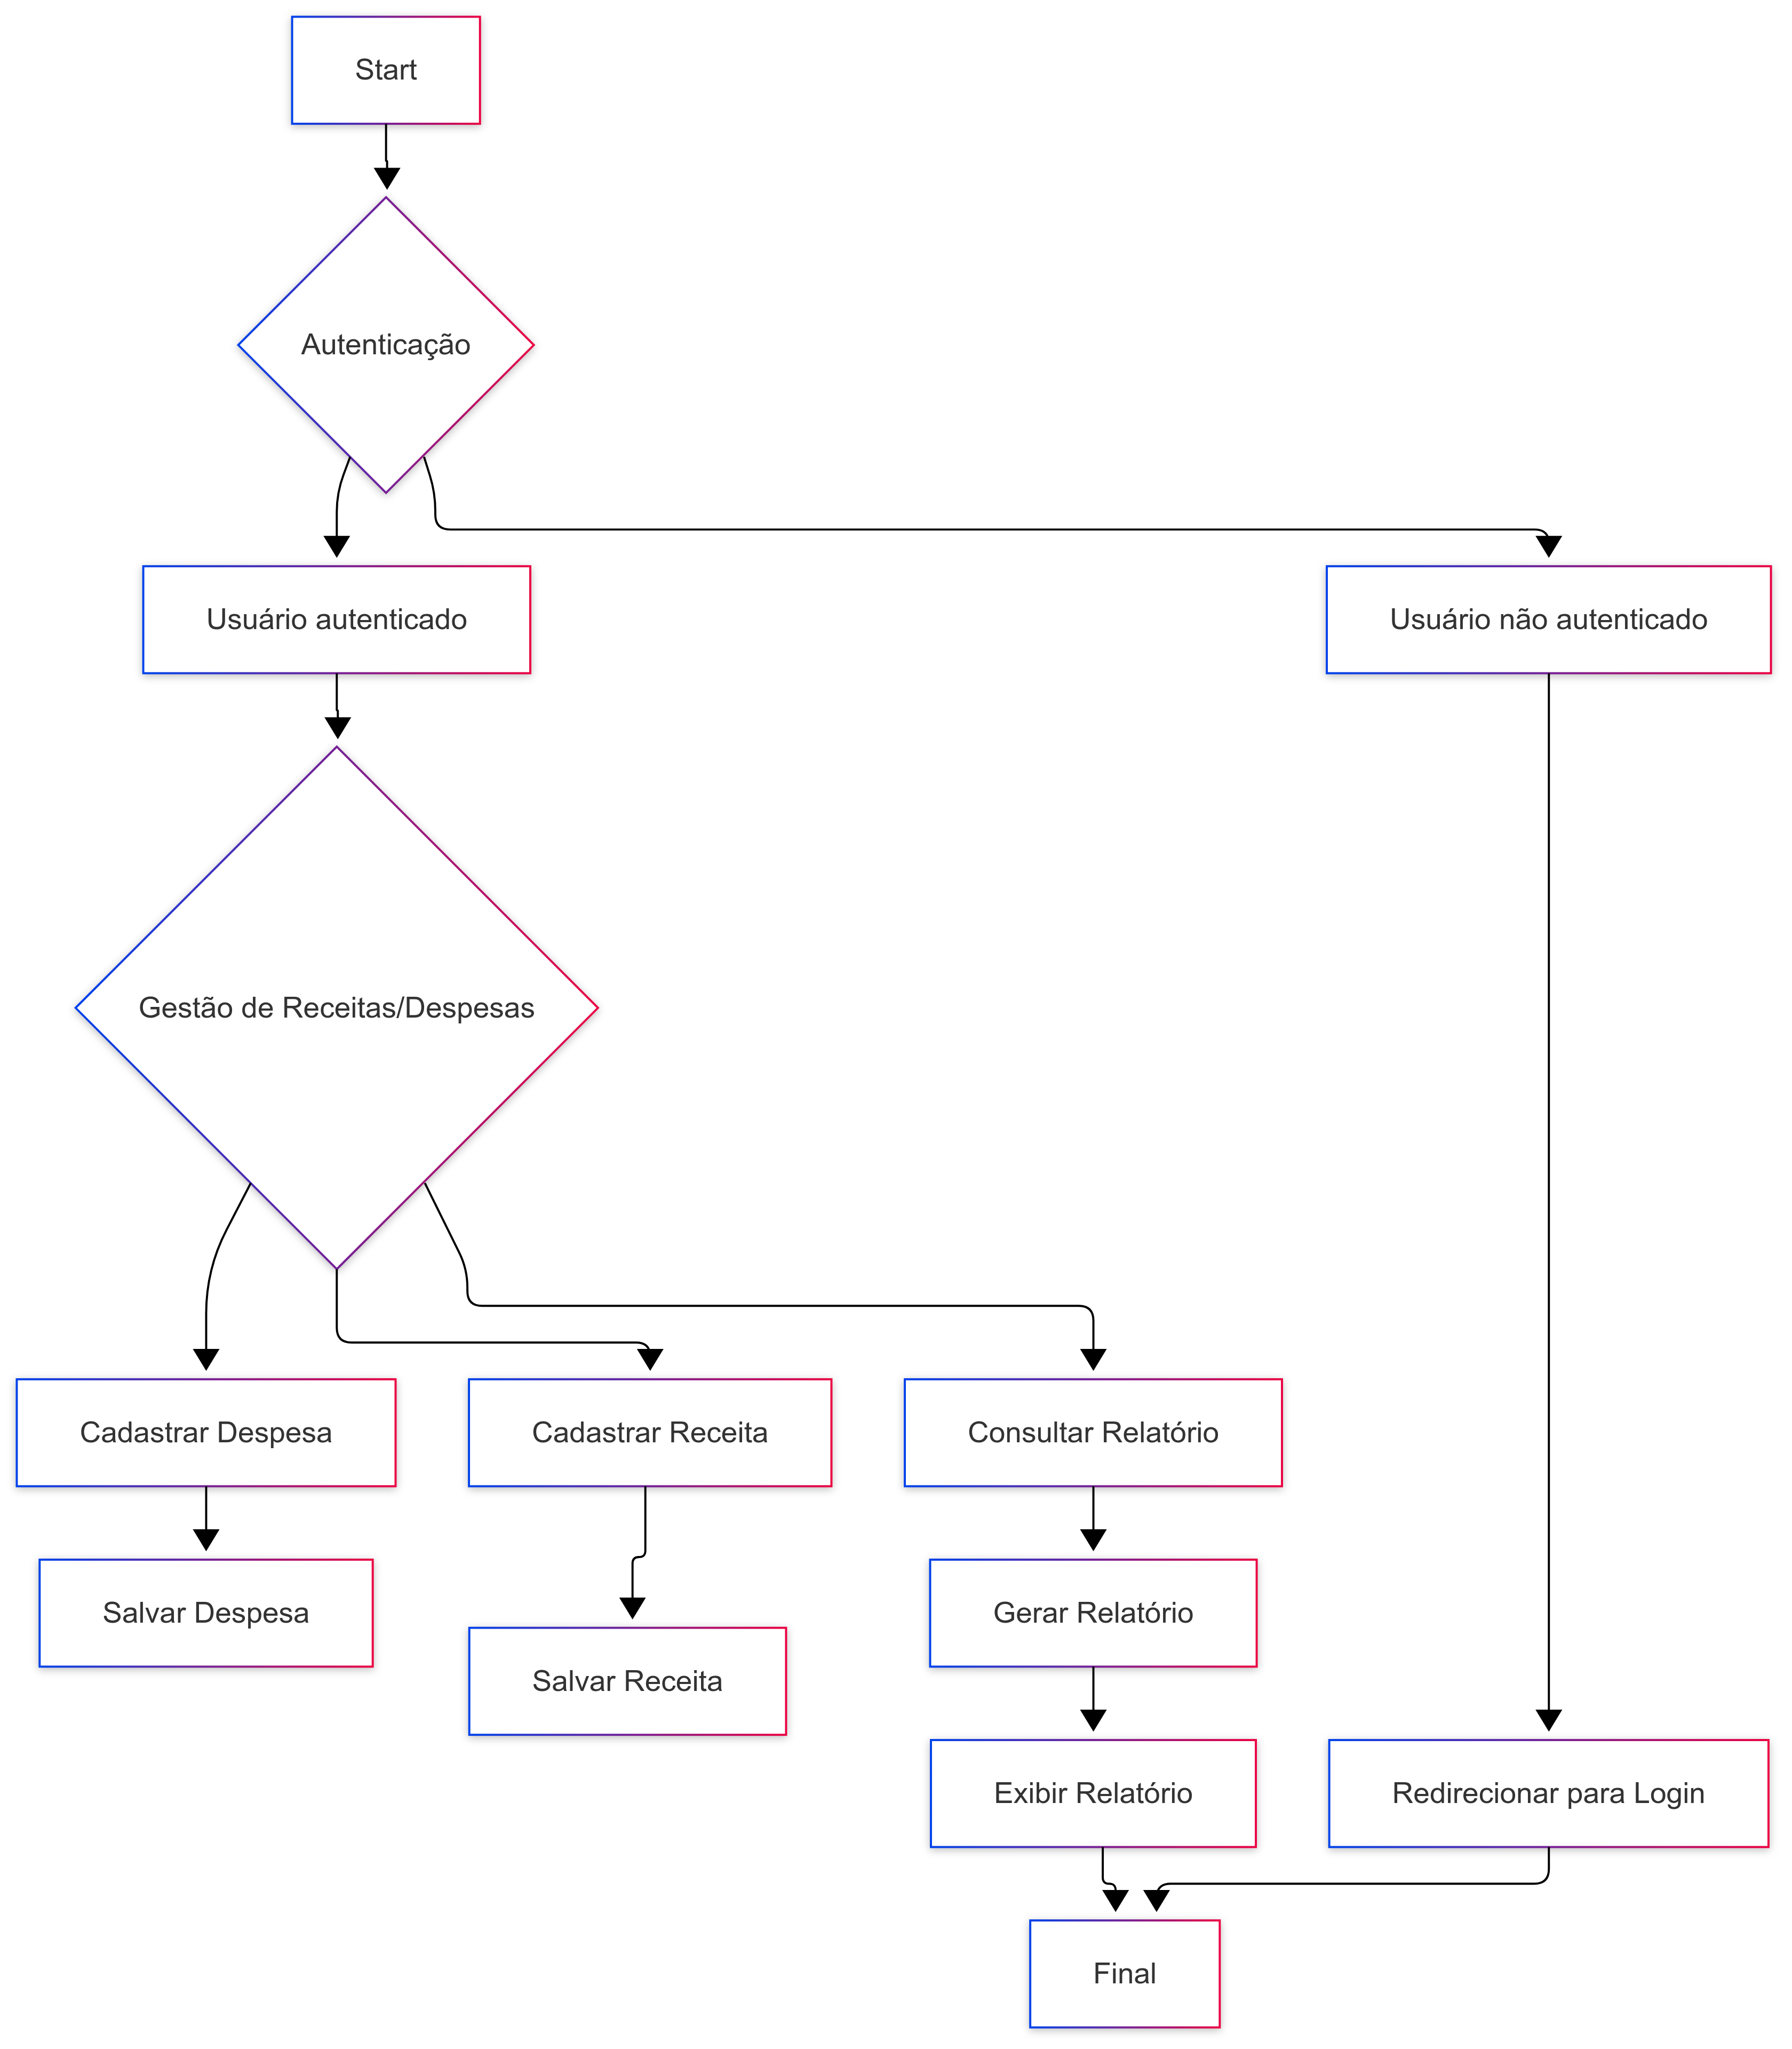 Start
Autenticação
Usuário autenticado
Usuário não autenticado
Gestão de Receitas/Despesas
Cadastrar Despesa
Cadastrar Receita
Consultar Relatório
Salvar Despesa
Gerar Relatório
Salvar Receita
Exibir Relatório
Redirecionar para Login
Final